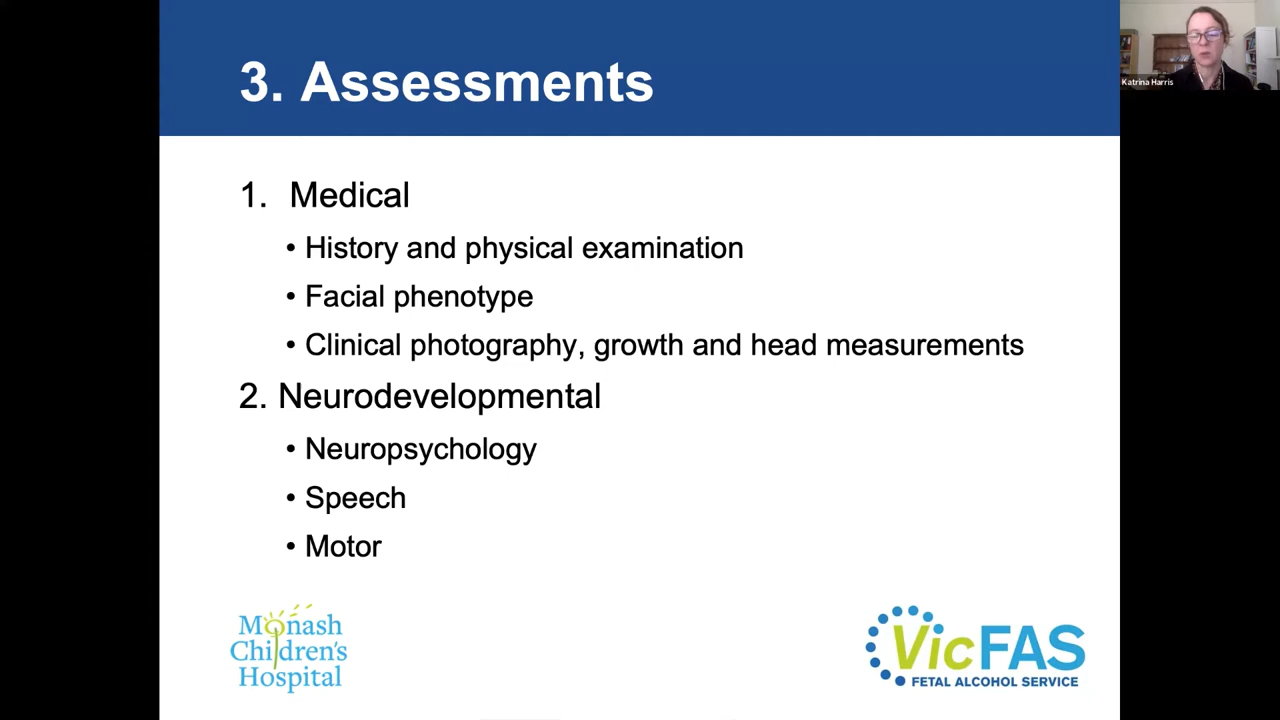 3. Assessments
Katrina Harris
1. Medical
• History and physical examination
• Facial phenotype
• Clinical photography, growth and head measurements
2. Neurodevelopmental
• Neuropsychology
• Speech
• Motor
Monash
Children's
Hospital
VicFAS
FETAL ALCOHOL SERVICE